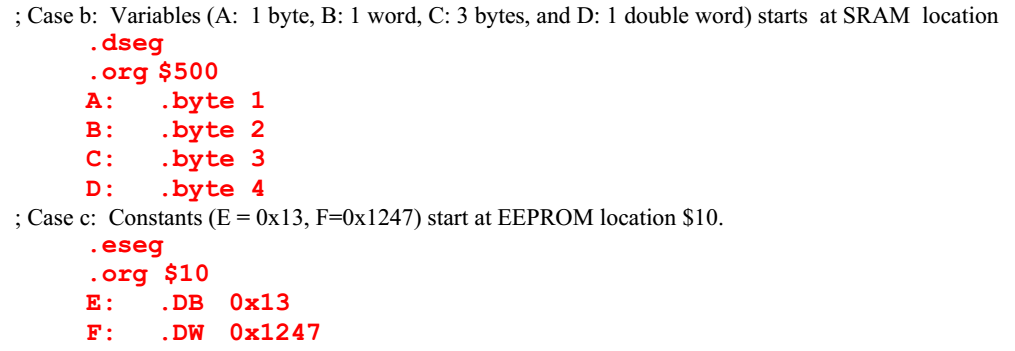 ; Case b:  Variables (A:  1 byte, B: 1 word, C: 3 bytes, and D: 1 double word) starts  at SRAM  location
.dseg
.org $500
A:   .byte 1
B:   .byte 2
C:   .byte 3
D:   .byte 4
; Case c:  Constants (E = 0x13, F=0x1247) start at EEPROM location $10.
.eseg
.org $10
E:   .DB  0x13
F:   .DW  0x1247